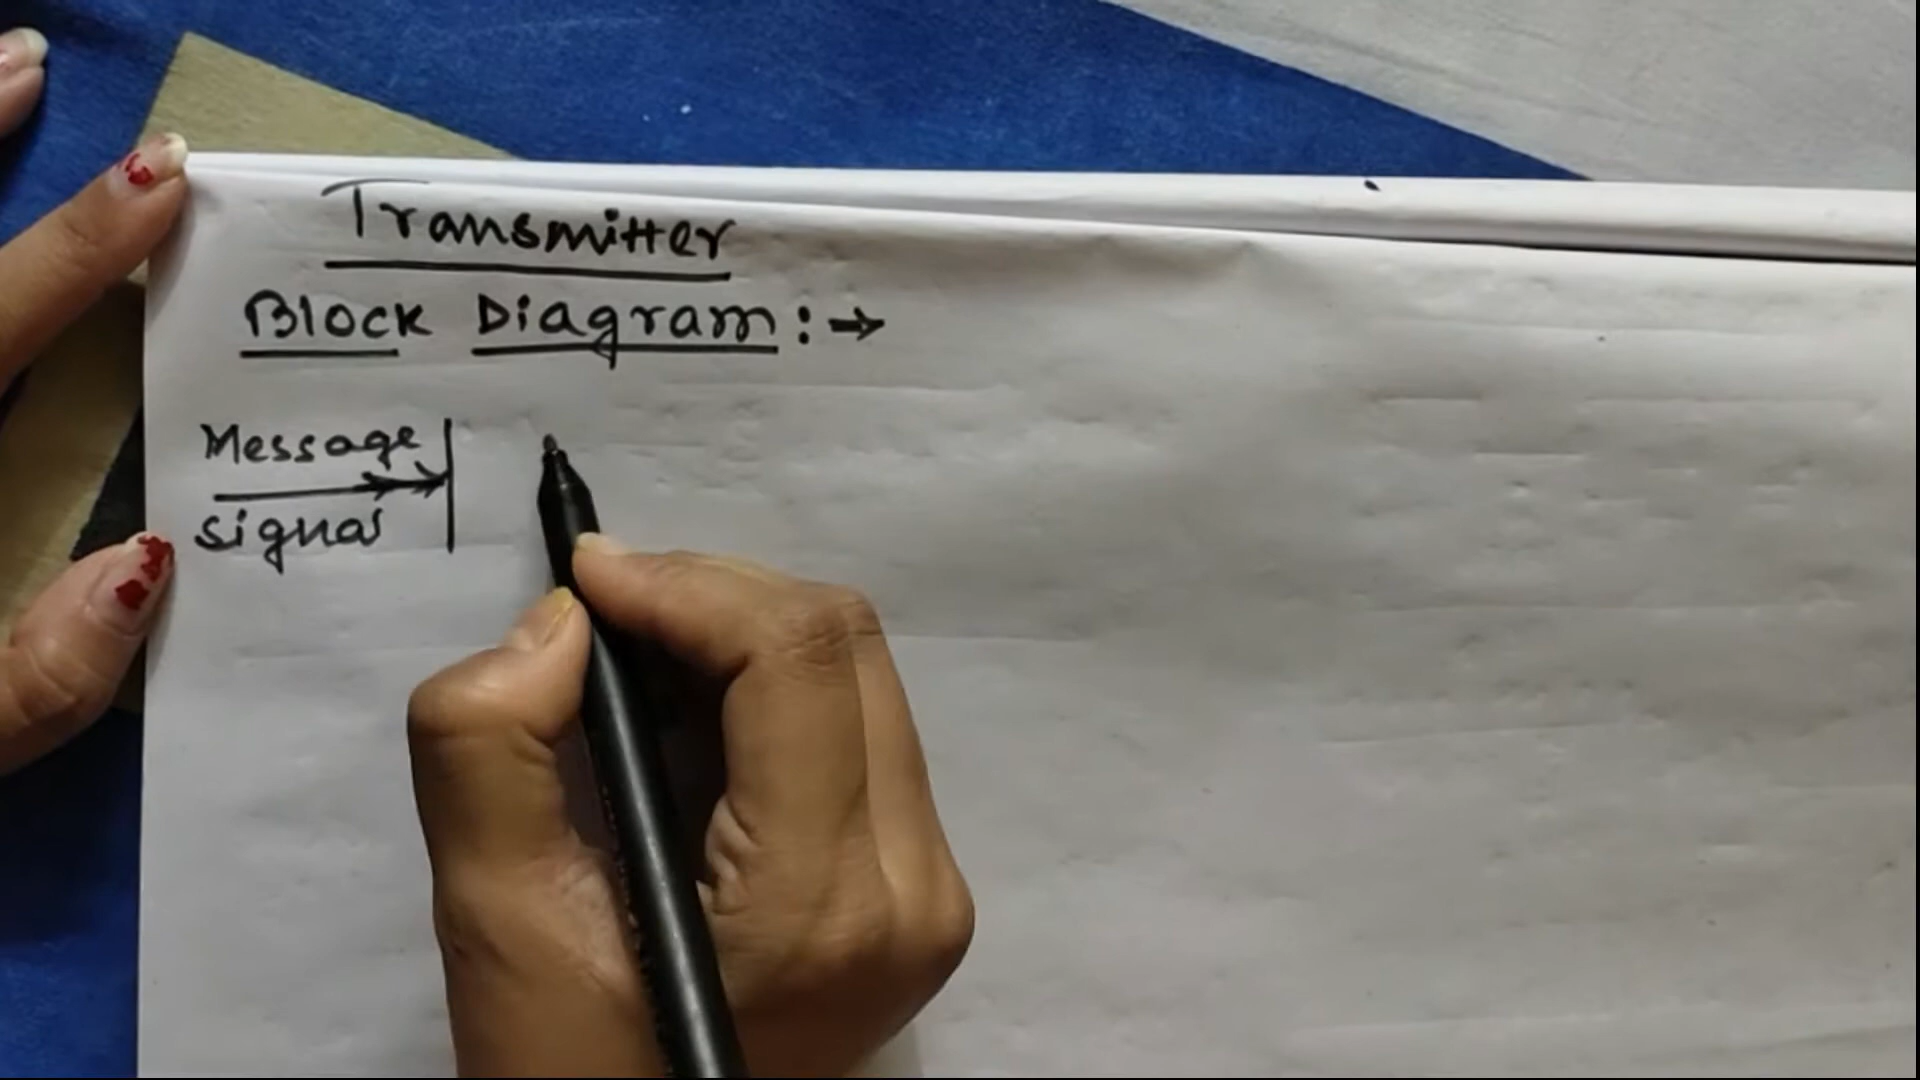 Transmitter
Block Diagram :→
Message
signal